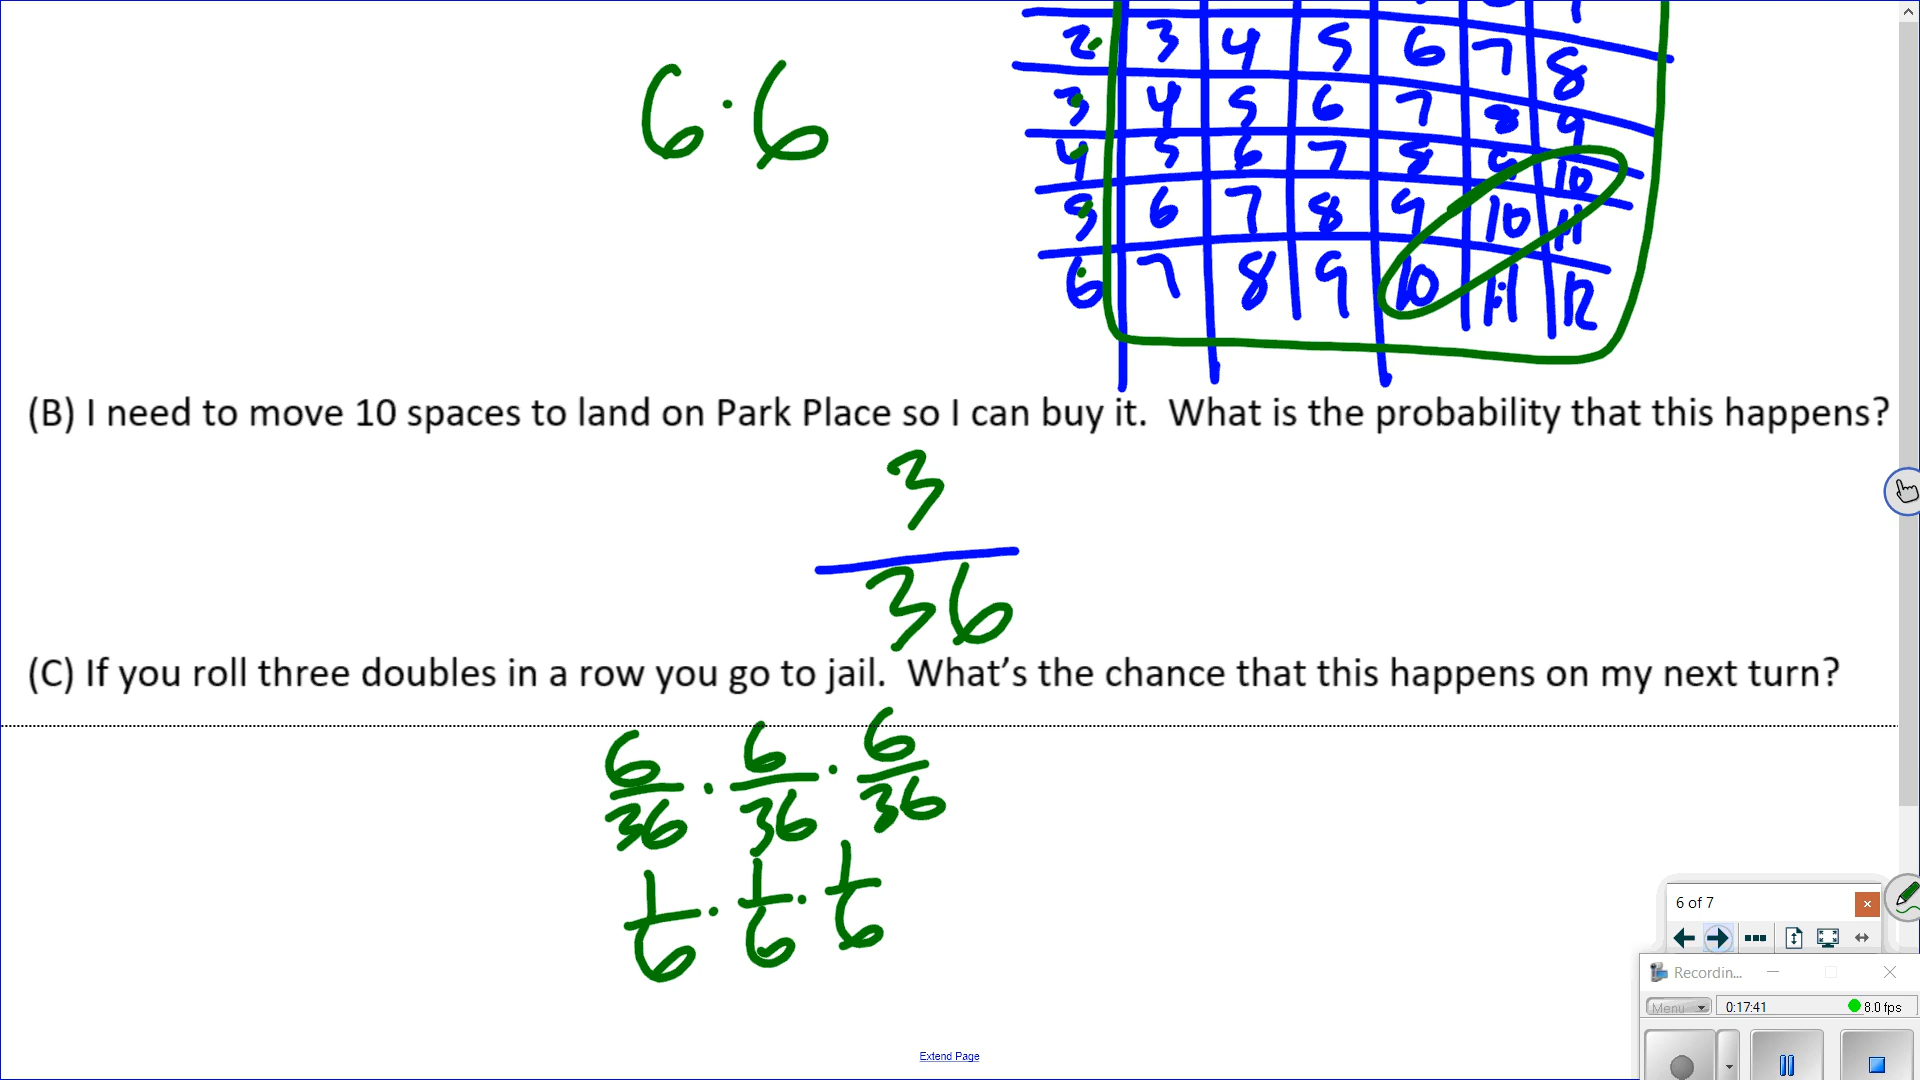 6·6
2 3 4 5 6 7 8
3 4 5 6 7 8 9
4 5 6 7 8 9 10
5 6 7 8 9 10 11
6 7 8 9 10 11 12
(B) I need to move 10 spaces to land on Park Place so I can buy it.  What is the probability that this happens?
3
36
(C) If you roll three doubles in a row you go to jail.  What’s the chance that this happens on my next turn?
6/36 · 6/36 · 6/36
1/6 · 1/6 · 1/6
6 of 7
Recordin...
Menu 0:17:41 8.0 fps
Extend Page